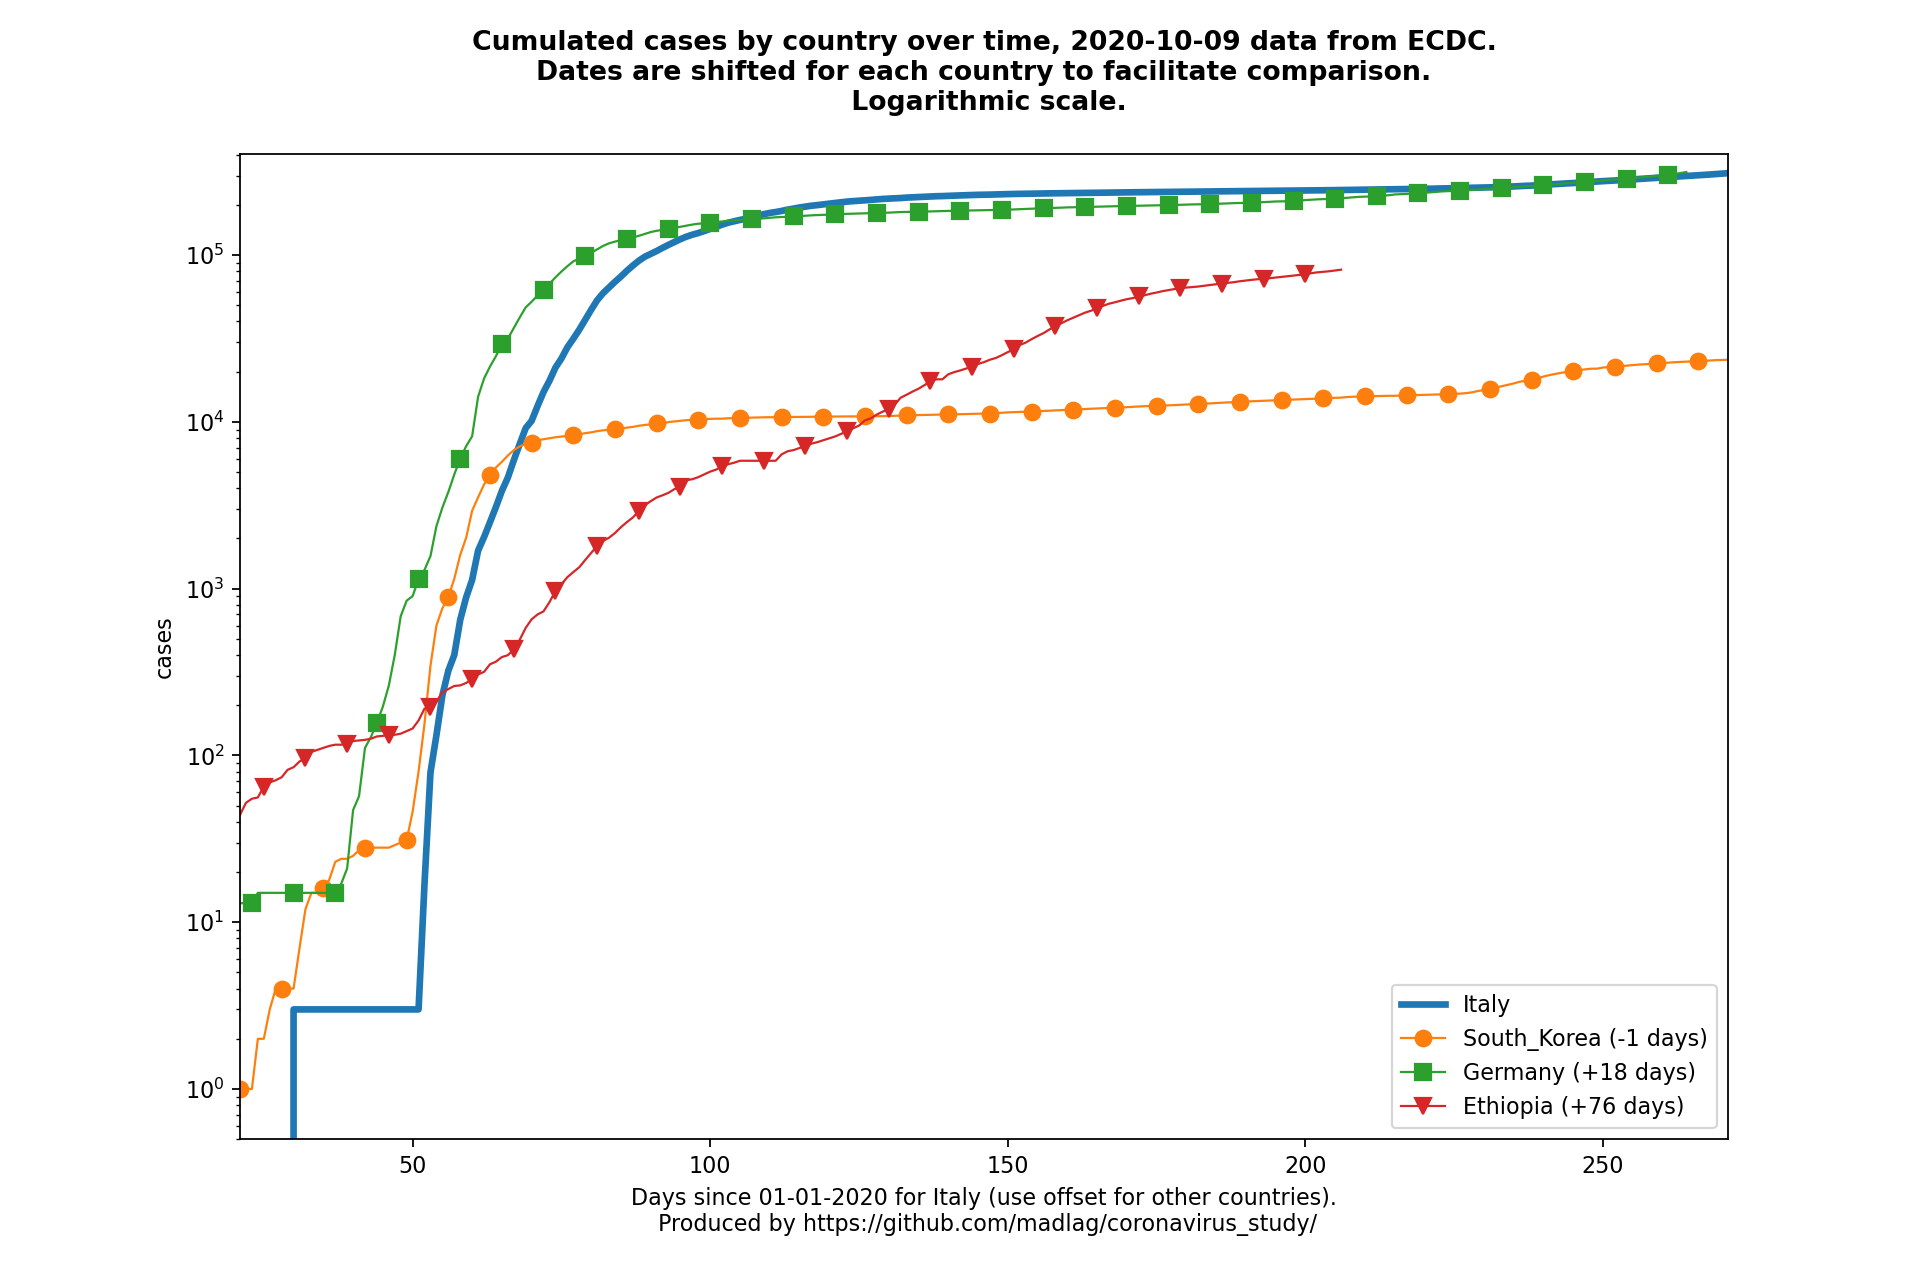 Cumulated cases by country over time, 2020-10-09 data from ECDC.
Dates are shifted for each country to facilitate comparison.
Logarithmic scale.
cases
10^5
10^4
10^3
10^2
10^1
10^0
50
100
150
200
250
Italy
South_Korea (-1 days)
Germany (+18 days)
Ethiopia (+76 days)
Days since 01-01-2020 for Italy (use offset for other countries).
Produced by https://github.com/madlag/coronavirus_study/